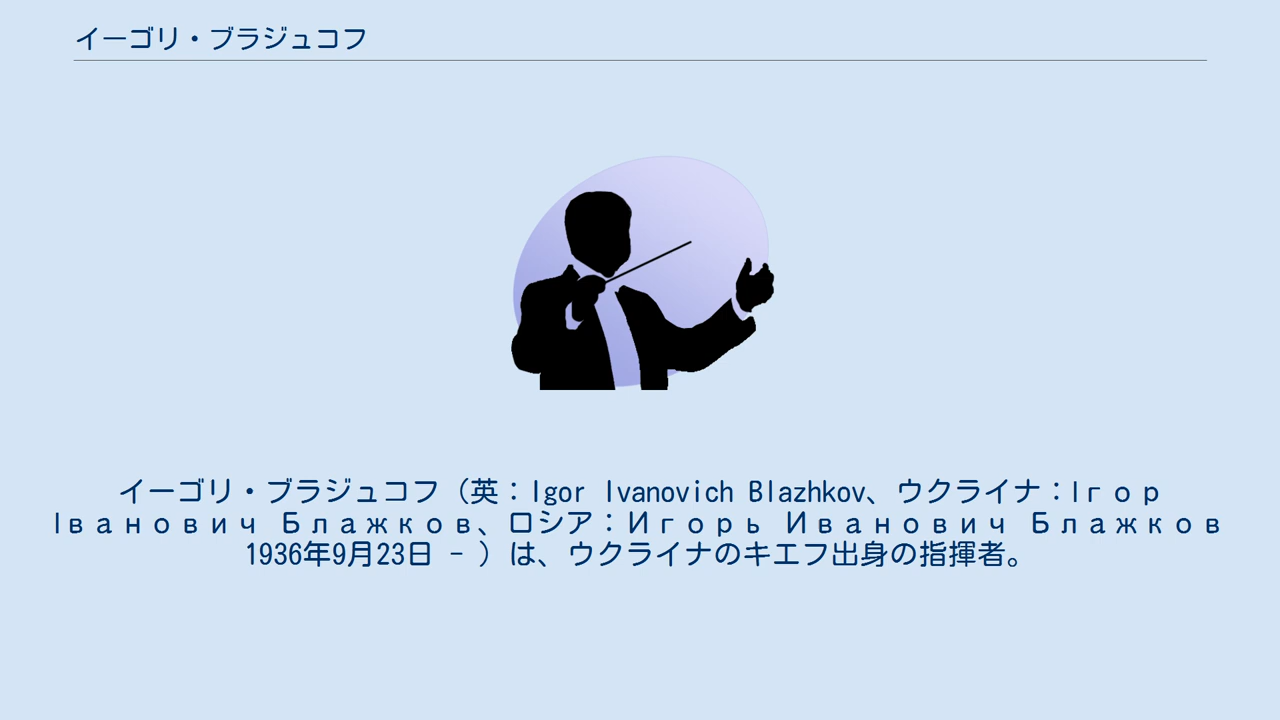 イーゴリ・ブラジュコフ
イーゴリ・ブラジュコフ（英：Igor Ivanovich Blazhkov、ウクライナ：Ігор
Іванович Блажков、ロシア：Игорь Иванович Блажков
1936年9月23日 - ）は、ウクライナのキエフ出身の指揮者。